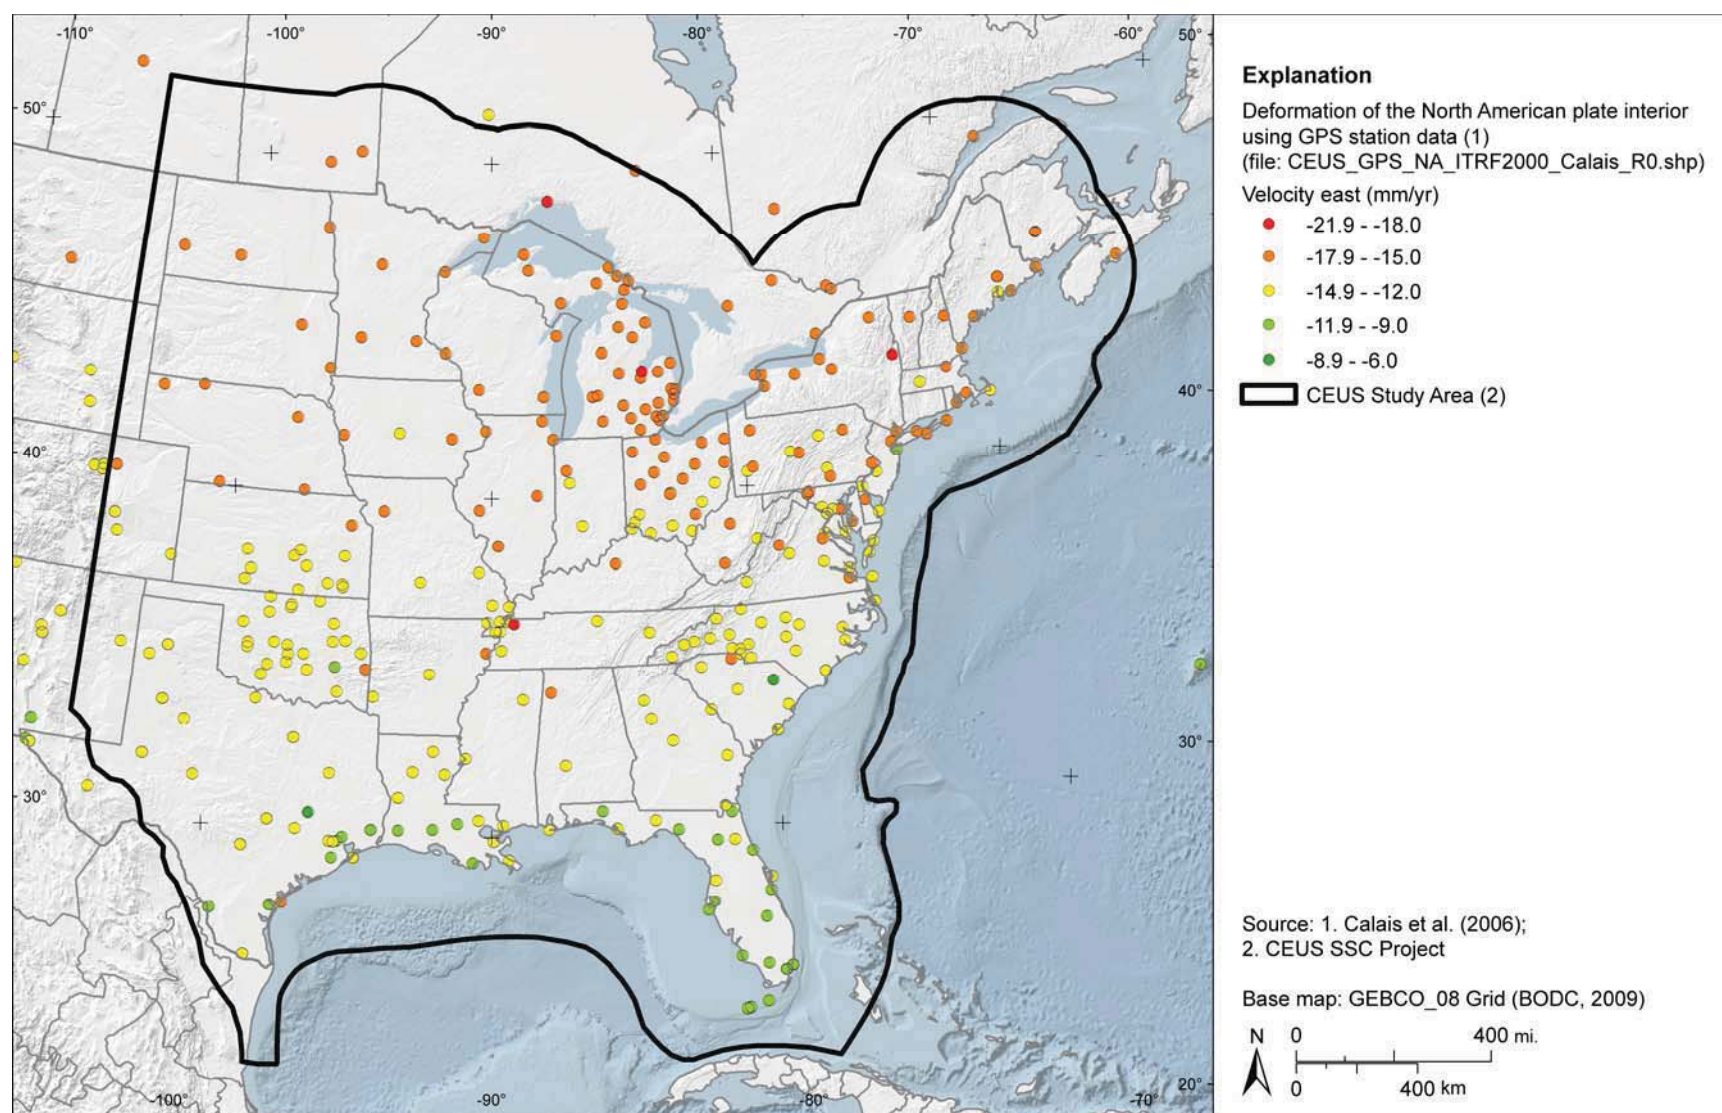 -110° -100° -90° -80° -70° -60° 50°
50°
40°
40°
30°
30°
20°
-100° -90° -80° -70°
Explanation
Deformation of the North American plate interior
using GPS station data (1)
(file: CEUS_GPS_NA_ITRF2000_Calais_R0.shp)
Velocity east (mm/yr)
-21.9 - -18.0
-17.9 - -15.0
-14.9 - -12.0
-11.9 - -9.0
-8.9 - -6.0
CEUS Study Area (2)
Source: 1. Calais et al. (2006);
2. CEUS SSC Project
Base map: GEBCO_08 Grid (BODC, 2009)
N 0 400 mi.
0 400 km